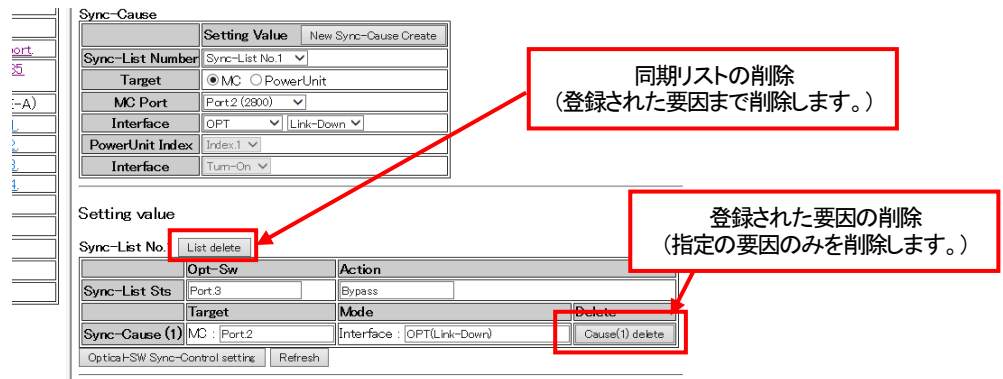 Sync-Cause
Setting Value New Sync-Cause Create
Sync-List Number Sync-List No.1
Target MC PowerUnit
MC Port Port.2 (2800)
Interface OPT Link-Down
PowerUnit Index Index.1
Interface Turn-On
同期リストの削除
（登録された要因まで削除します。）
Setting value
Sync-List No. List delete
登録された要因の削除
（指定の要因のみを削除します。）
Opt-Sw Action
Sync-List Sts Port.3 Bypass
Target Mode Delete
Sync-Cause (1) MC : Port.2 Interface : OPT(Link-Down) Cause(1) delete
Optical-SW Sync-Control setting Refresh